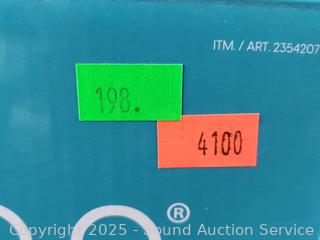 ITM. / ART. 2354207
198.
4100
®
Copyright 2025 - Sound Auction Service